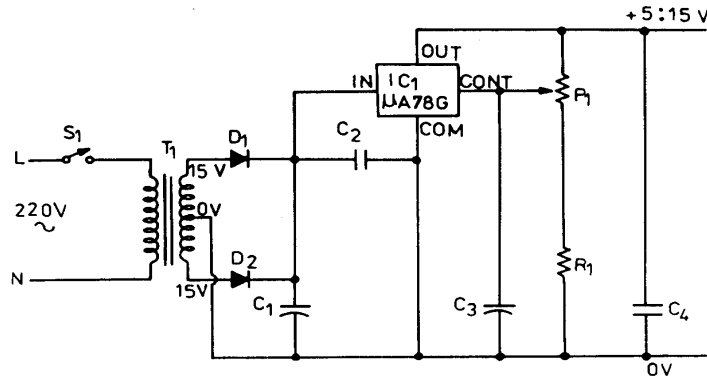 +5:15 V
OUT
IN
IC1
CONT
μA78G
P1
COM
S1
T1
D1
C2
L
15 V
220V
0V
N
D2
15V
R1
C1
C3
C4
0V